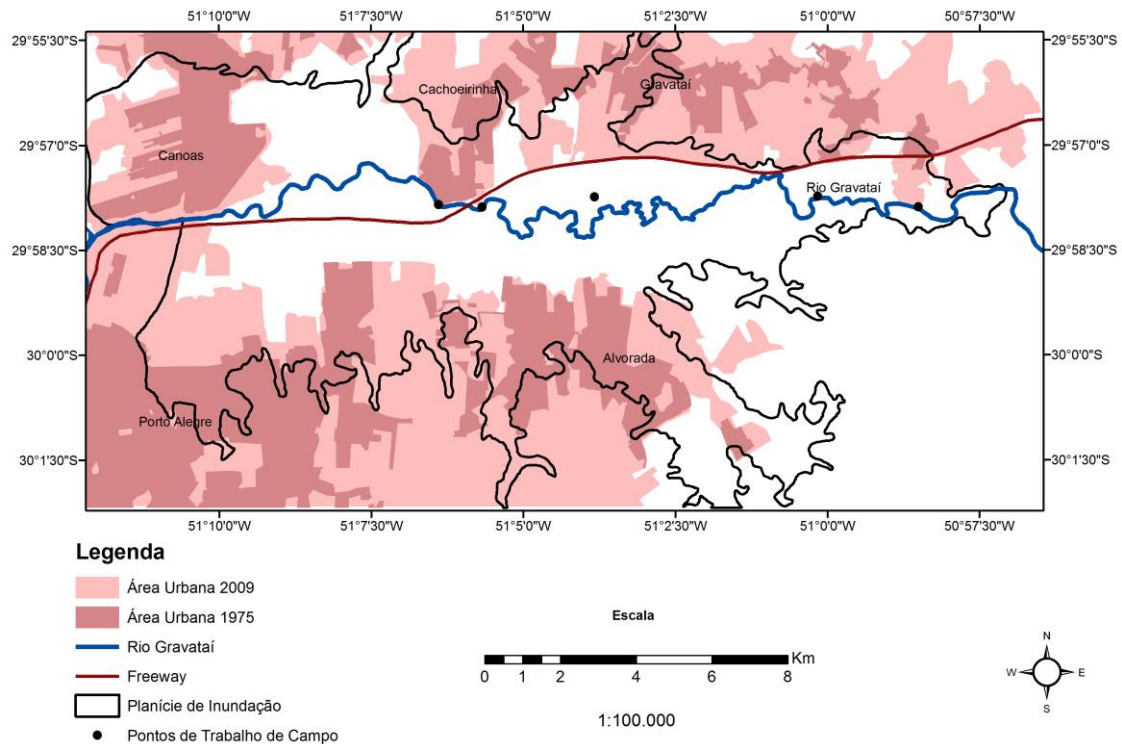 51°10'0"W 51°7'30"W 51°5'0"W 51°2'30"W 51°0'0"W 50°57'30"W
29°55'30"S 29°55'30"S
Cachoeirinha Gravataí
29°57'0"S 29°57'0"S
Canoas
Rio Gravataí
29°58'30"S 29°58'30"S
30°0'0"S 30°0'0"S
Alvorada
Porto Alegre
30°1'30"S 30°1'30"S
51°10'0"W 51°7'30"W 51°5'0"W 51°2'30"W 51°0'0"W 50°57'30"W
Legenda
Área Urbana 2009
Área Urbana 1975
Rio Gravataí
Freeway
Planície de Inundação
Pontos de Trabalho de Campo
Escala
Km
0 1 2 4 6 8
1:100.000
N
W E
S